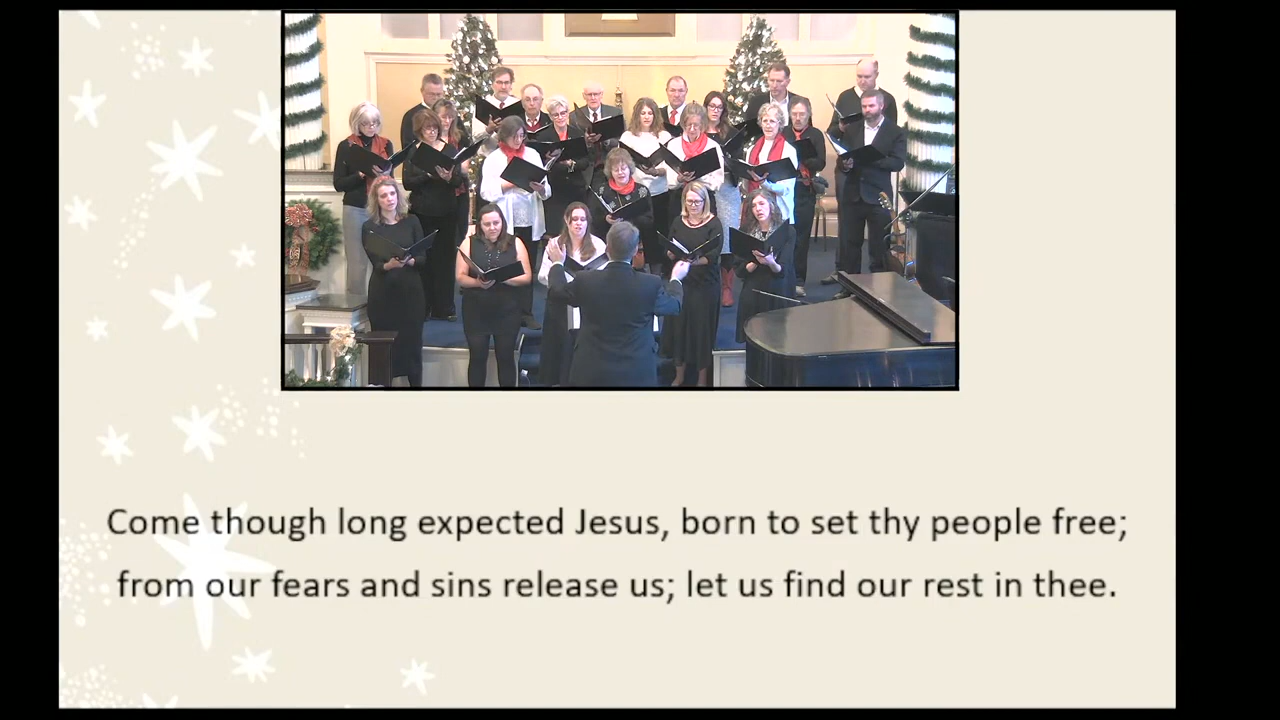 Come though long expected Jesus, born to set thy people free;
from our fears and sins release us; let us find our rest in thee.